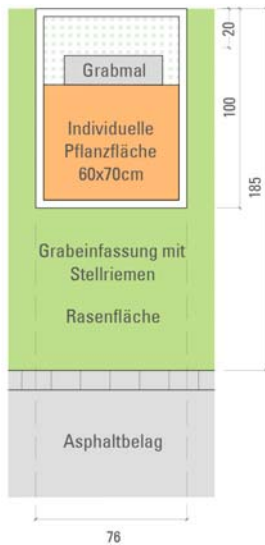 20
Grabmal
100
Individuelle
Pflanzfläche
60x70cm
185
Grabeinfassung mit
Stellriemen
Rasenfläche
Asphaltbelag
76